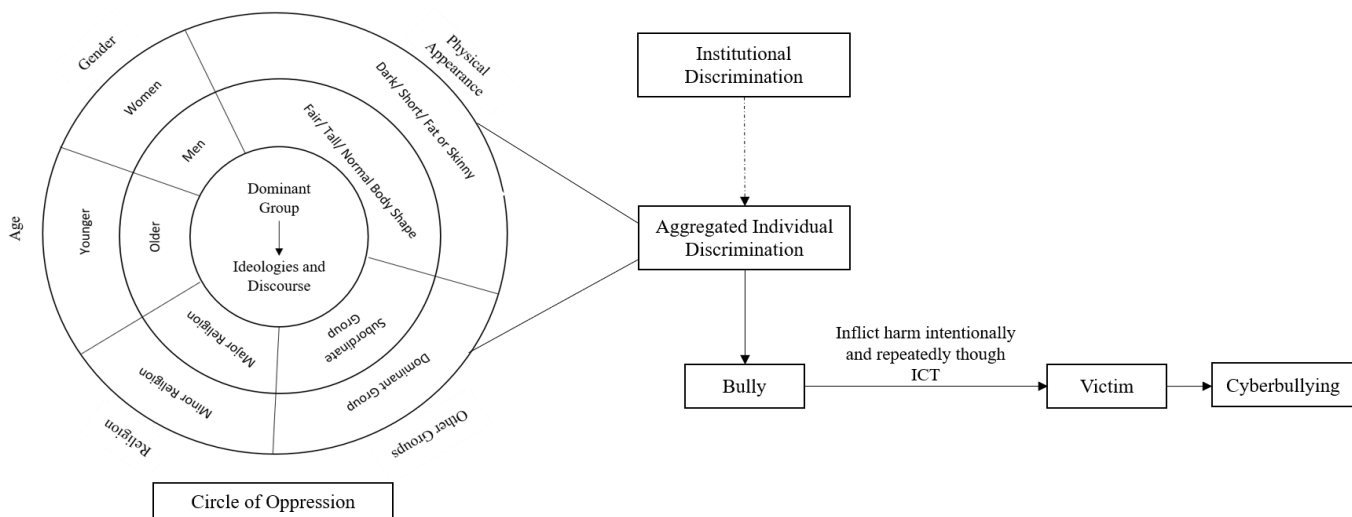 Gender
Women
Men
Physical
Appearance
Dark/ Short/ Fat or Skinny
Fair/ Tall/ Normal Body Shape
Age
Younger
Older
Dominant
Group
Ideologies and
Discourse
Religion
Minor Religion
Major Religion
Subordinate
Group
Dominant Group
Other Groups
Circle of Oppression
Institutional
Discrimination
Aggregated Individual
Discrimination
Bully
Inflict harm intentionally
and repeatedly though
ICT
Victim
Cyberbullying